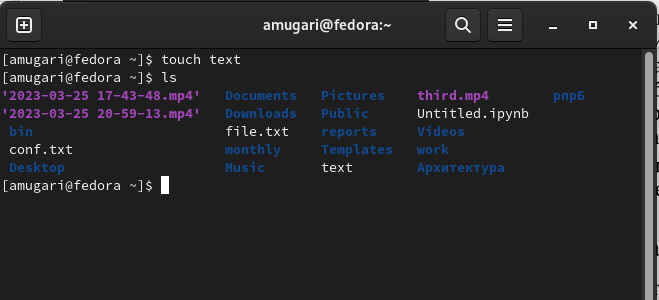 amugari@fedora:~
[amugari@fedora ~]$ touch text
[amugari@fedora ~]$ ls
'2023-03-25 17-43-48.mp4' Documents Pictures third.mp4 рпрБ
'2023-03-25 20-59-13.mp4' Downloads Public Untitled.ipynb
bin file.txt reports Videos
conf.txt monthly Templates work
Desktop Music text Архитектура
[amugari@fedora ~]$